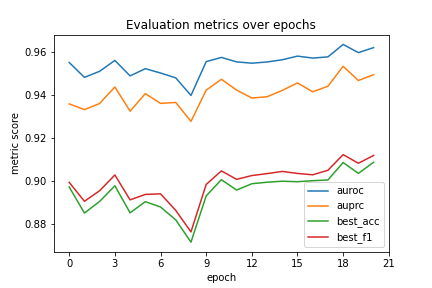 Evaluation metrics over epochs
metric score
0.96
0.94
0.92
0.90
0.88
auroc
auprc
best_acc
best_f1
0 3 6 9 12 15 18 21
epoch